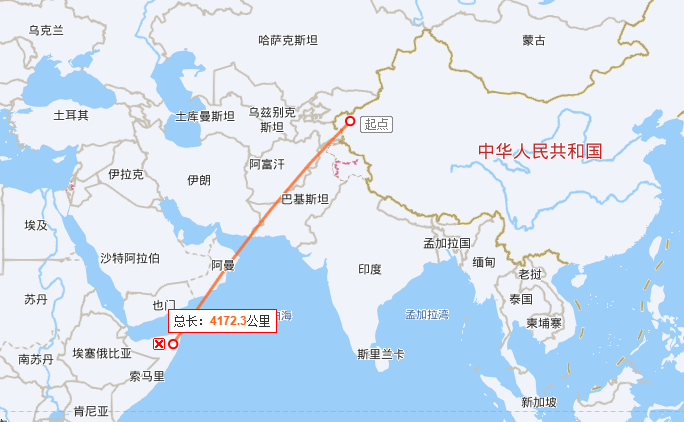 乌克兰
哈萨克斯坦
蒙古
土耳其
土库曼斯坦
乌兹别克
斯坦
起点
中华人民共和国
阿富汗
伊拉克
伊朗
巴基斯坦
埃及
沙特阿拉伯
阿曼
印度
孟加拉国
缅甸
老挝
苏丹
也门
泰国
总长：4172.3公里
海
孟加拉湾
柬埔寨
南苏丹
埃塞俄比亚
斯里兰卡
索马里
新加坡
肯尼亚